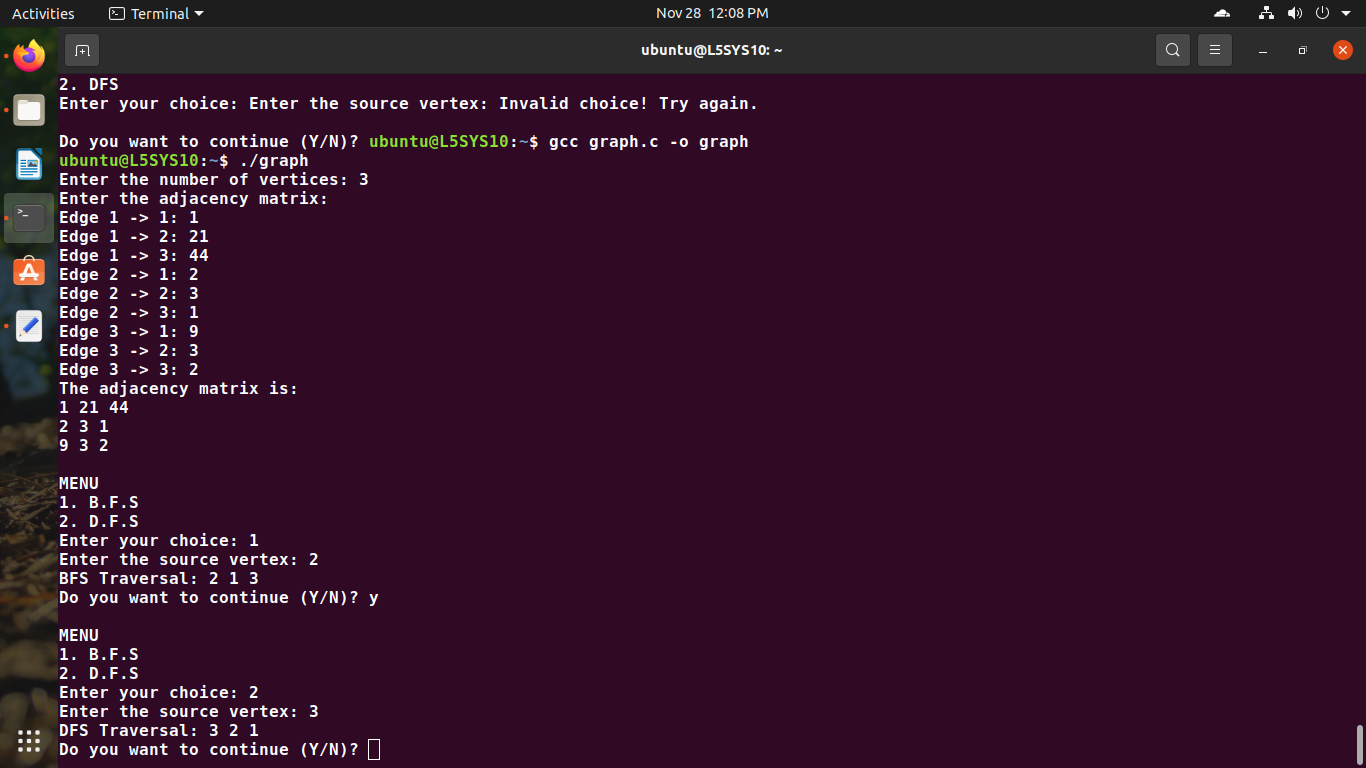 Activities Terminal Nov 28 12:08 PM
ubuntu@L5SYS10: ~
2. DFS
Enter your choice: Enter the source vertex: Invalid choice! Try again.
Do you want to continue (Y/N)? ubuntu@L5SYS10:~$ gcc graph.c -o graph
ubuntu@L5SYS10:~$ ./graph
Enter the number of vertices: 3
Enter the adjacency matrix:
Edge 1 -> 1: 1
Edge 1 -> 2: 21
Edge 1 -> 3: 44
Edge 2 -> 1: 2
Edge 2 -> 2: 3
Edge 2 -> 3: 1
Edge 3 -> 1: 9
Edge 3 -> 2: 3
Edge 3 -> 3: 2
The adjacency matrix is:
1 21 44
2 3 1
9 3 2
MENU
1. B.F.S
2. D.F.S
Enter your choice: 1
Enter the source vertex: 2
BFS Traversal: 2 1 3
Do you want to continue (Y/N)? y
MENU
1. B.F.S
2. D.F.S
Enter your choice: 2
Enter the source vertex: 3
DFS Traversal: 3 2 1
Do you want to continue (Y/N)?